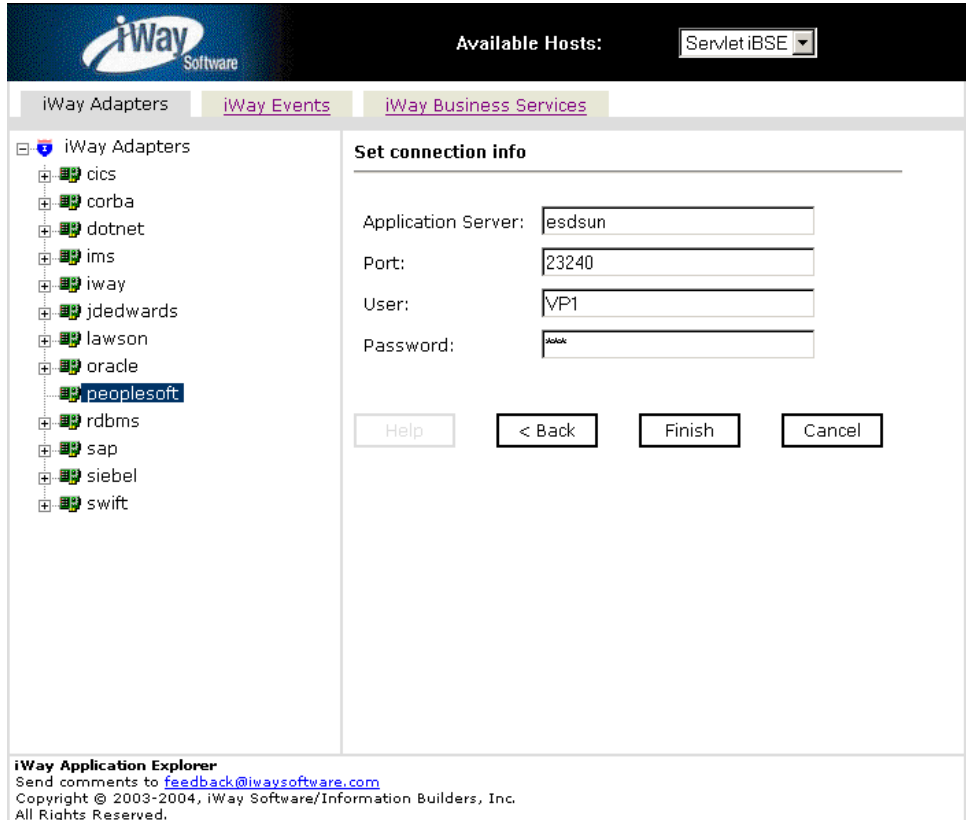 iWay
Software
Available Hosts:
Servlet iBSE
iWay Adapters
iWay Events
iWay Business Services
iWay Adapters
cics
corba
dotnet
ims
iway
jdedwards
lawson
oracle
peoplesoft
rdbms
sap
siebel
swift
Set connection info
Application Server:
esdsun
Port:
23240
User:
VP1
Password:
***
Help
< Back
Finish
Cancel
iWay Application Explorer
Send comments to feedback@iwaysoftware.com
Copyright © 2003-2004, iWay Software/Information Builders, Inc.
All Rights Reserved.